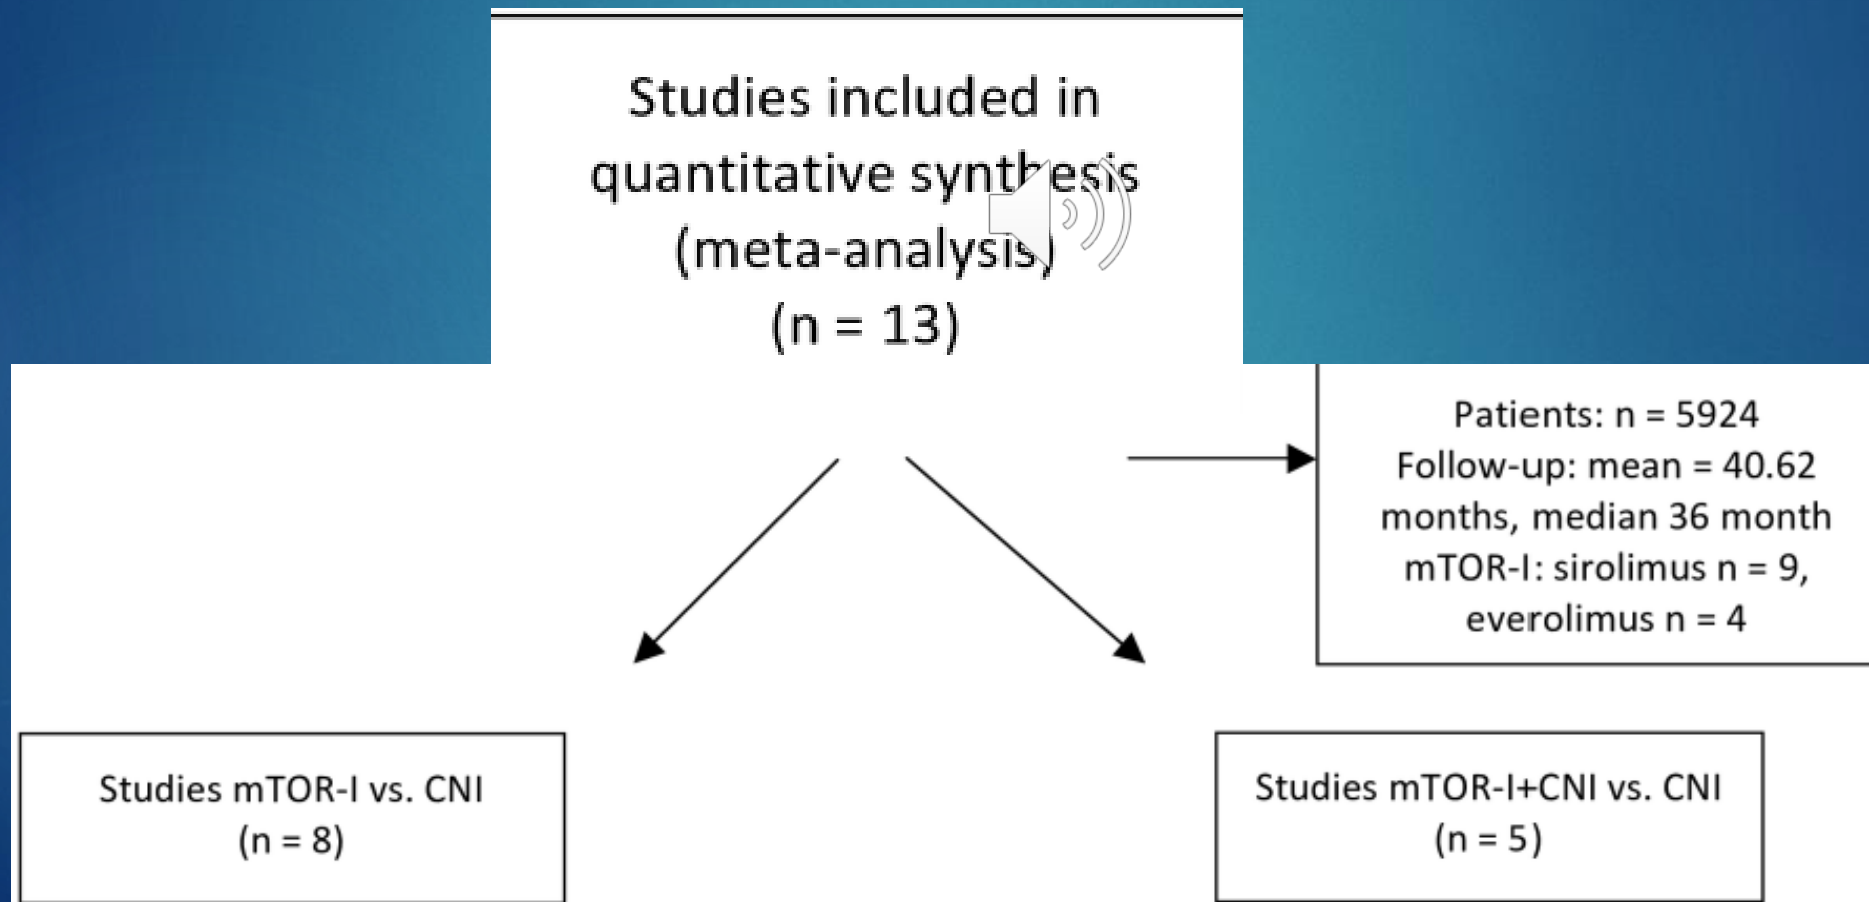 Studies included in
quantitative synthesis
(meta-analysis)
(n = 13)
Patients: n = 5924
Follow-up: mean = 40.62
months, median 36 month
mTOR-I: sirolimus n = 9,
everolimus n = 4
Studies mTOR-I vs. CNI
(n = 8)
Studies mTOR-I+CNI vs. CNI
(n = 5)